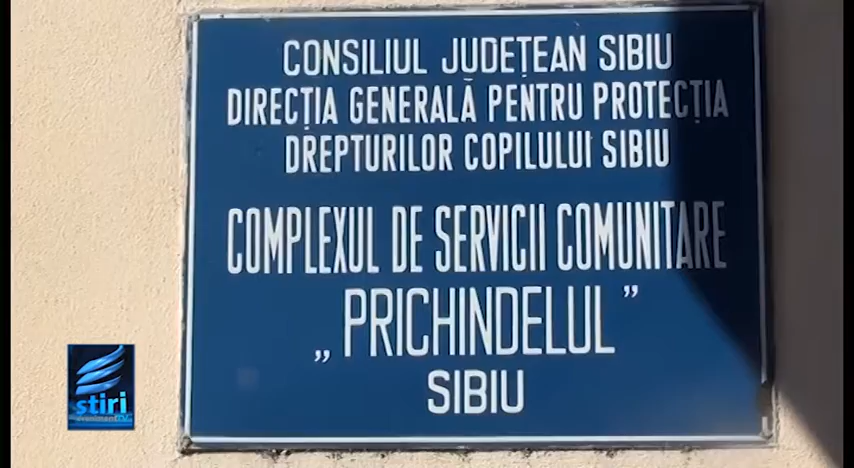 CONSILIUL JUDEȚEAN SIBIU
DIRECȚIA GENERALĂ PENTRU PROTECȚIA
DREPTURILOR COPILULUI SIBIU
COMPLEXUL DE SERVICII COMUNITARE
„PRICHINDELUL”
SIBIU
stiri